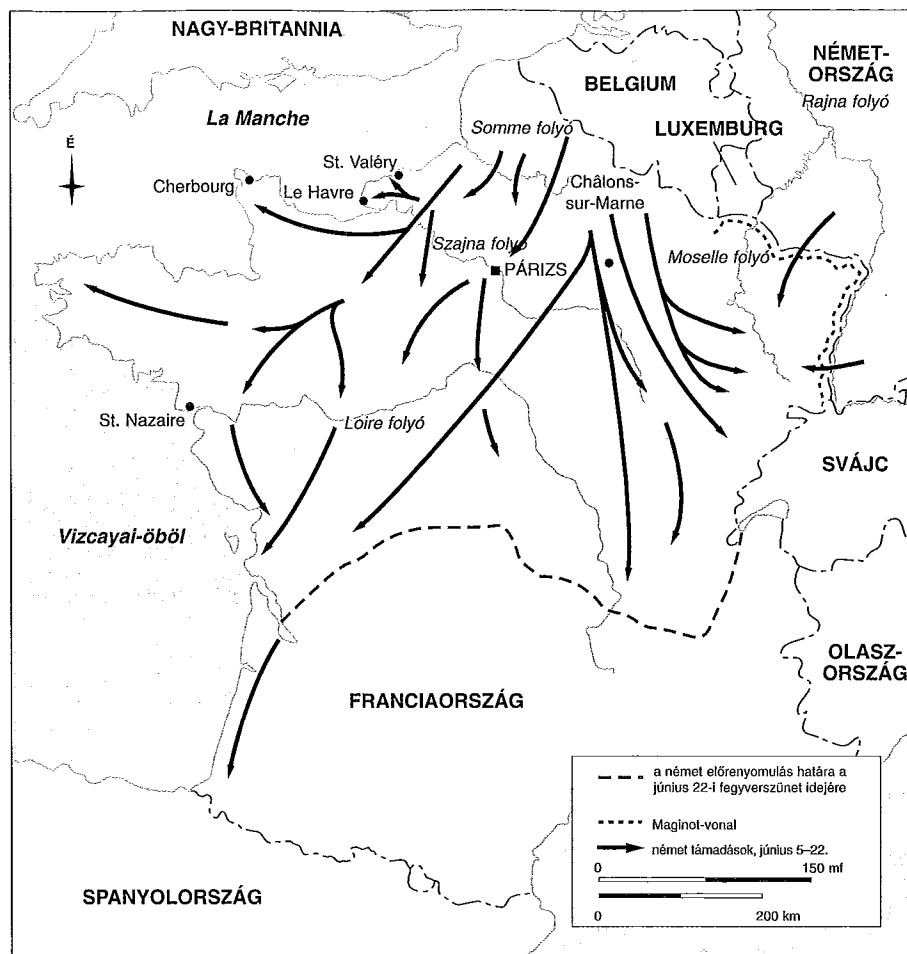 NAGY-BRITANNIA
NÉMET-
ORSZÁG
Rajna folyó
BELGIUM
LUXEMBURG
La Manche
Somme folyó
É
St. Valéry
Cherbourg
Le Havre
Châlons-
sur-Marne
Szajna folyó
Moselle folyó
PÁRIZS
St. Nazaire
Loire folyó
SVÁJC
Vizcayai-öböl
OLASZ-
ORSZÁG
FRANCIAORSZÁG
SPANYOLORSZÁG
a német előrenyomulás határa a
június 22-i fegyverszünet idejére
Maginot-vonal
német támadások, június 5–22.
0 150 mf
0 200 km